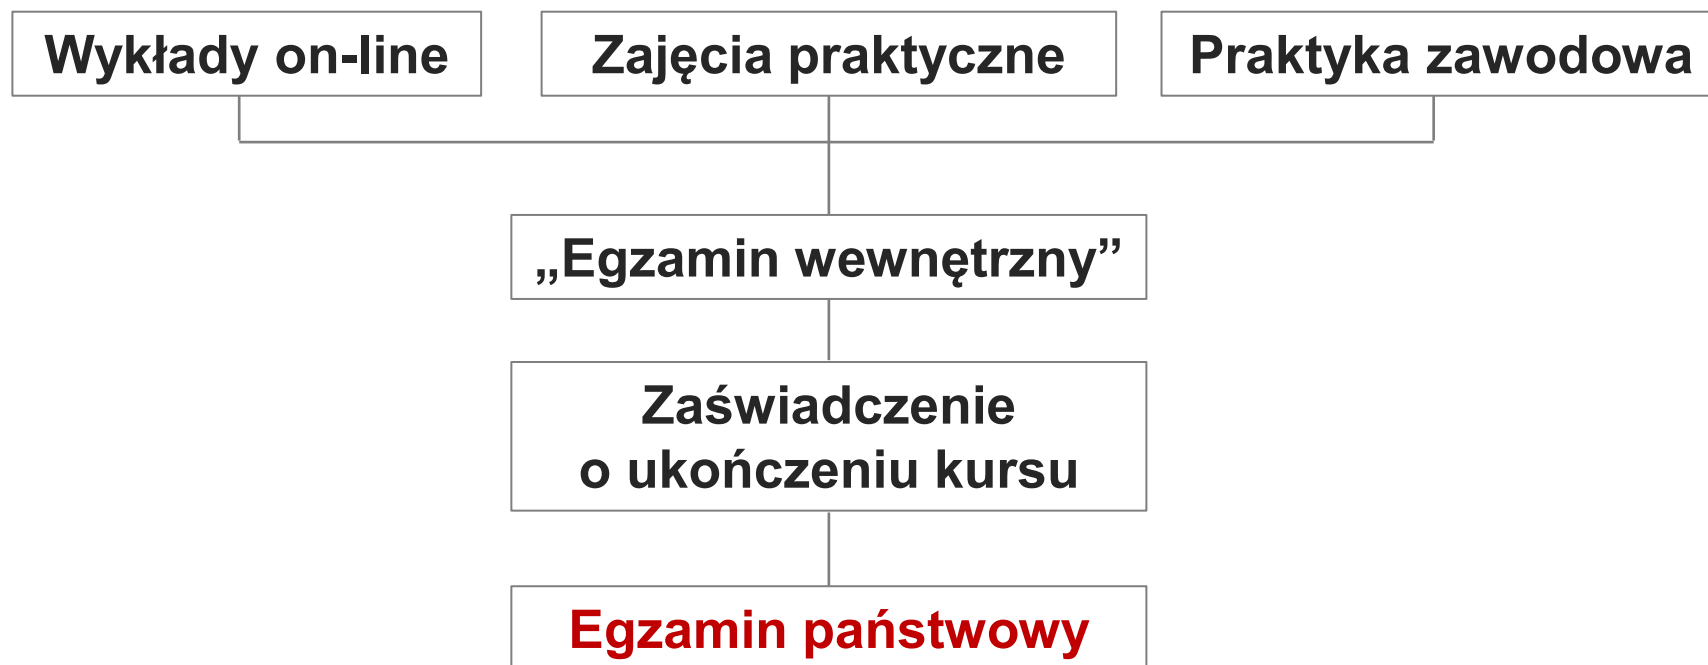 Wykłady on-line
Zajęcia praktyczne
Praktyka zawodowa
„Egzamin wewnętrzny”
Zaświadczenie
o ukończeniu kursu
Egzamin państwowy